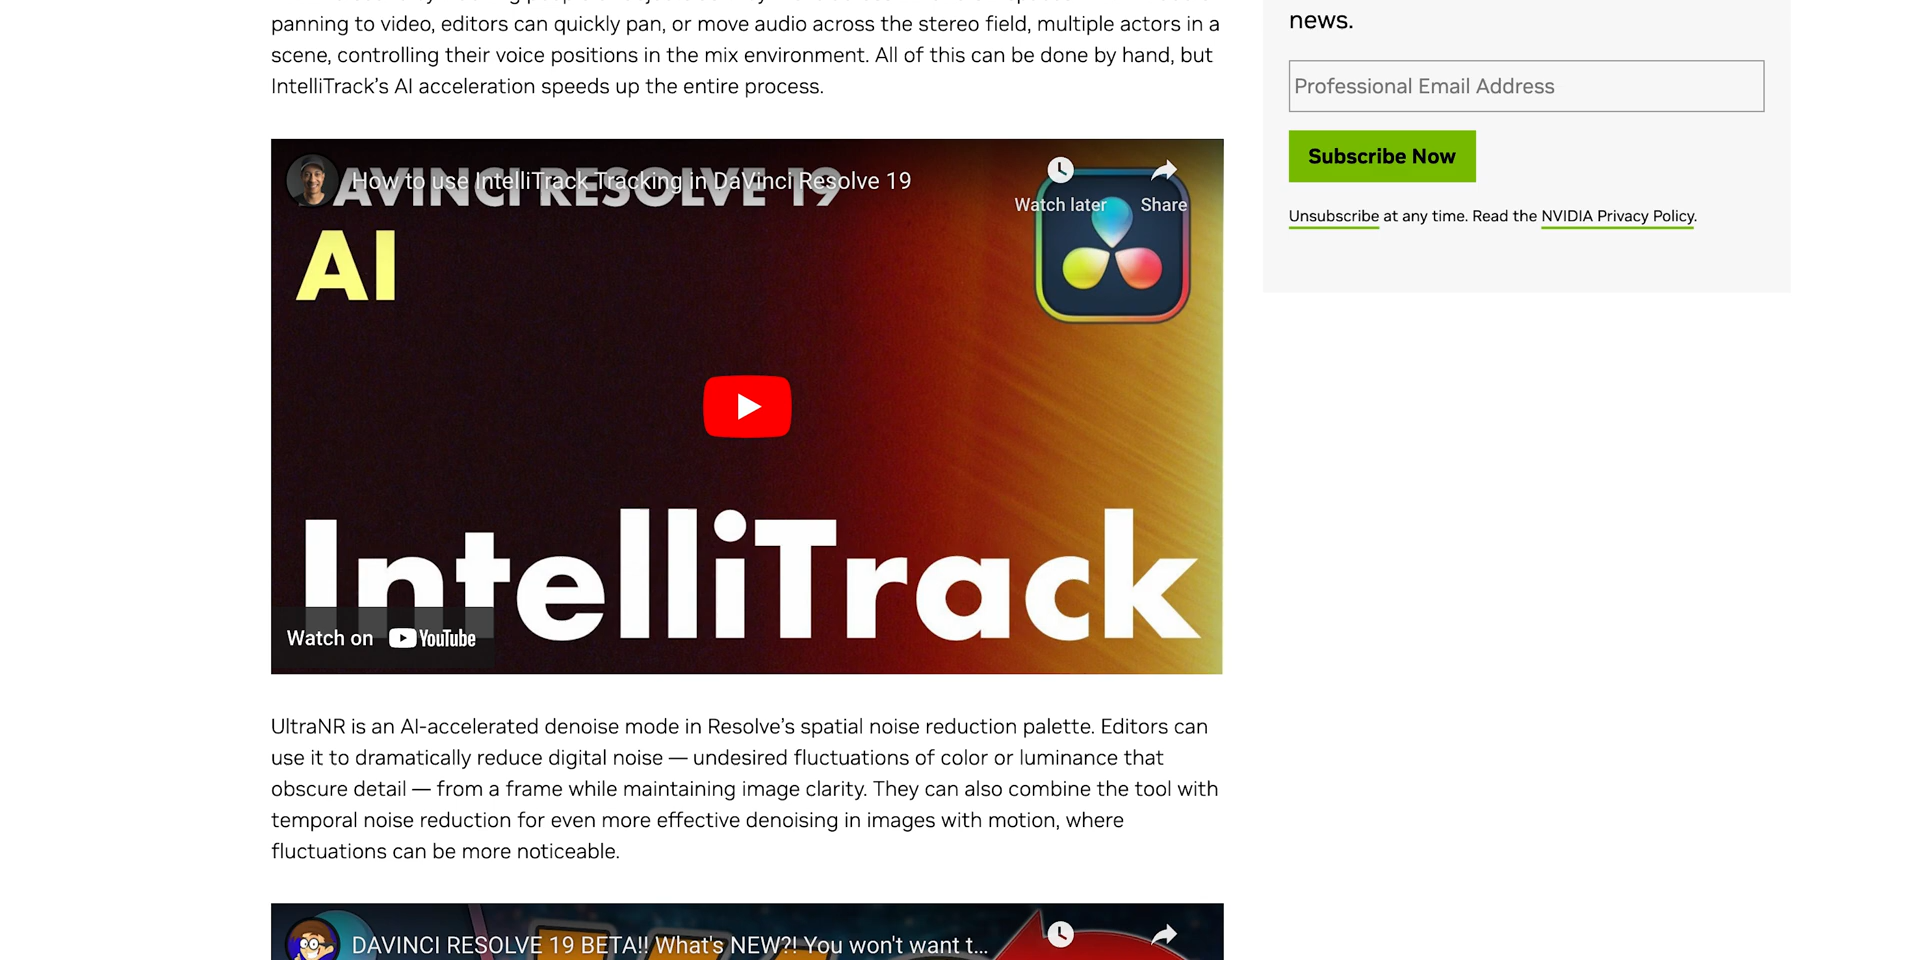 panning to video, editors can quickly pan, or move audio across the stereo field, multiple actors in a
scene, controlling their voice positions in the mix environment. All of this can be done by hand, but
IntelliTrack’s AI acceleration speeds up the entire process.
AVINCI RESOLVE 19
How to use IntelliTrack Tracking in DaVinci Resolve 19
Watch later
Share
AI
IntelliTrack
Watch on YouTube
UltraNR is an AI-accelerated denoise mode in Resolve’s spatial noise reduction palette. Editors can
use it to dramatically reduce digital noise — undesired fluctuations of color or luminance that
obscure detail — from a frame while maintaining image clarity. They can also combine the tool with
temporal noise reduction for even more effective denoising in images with motion, where
fluctuations can be more noticeable.
DAVINCI RESOLVE 19 BETA!! What's NEW?! You won't want t...
news.
Professional Email Address
Subscribe Now
Unsubscribe at any time. Read the NVIDIA Privacy Policy.